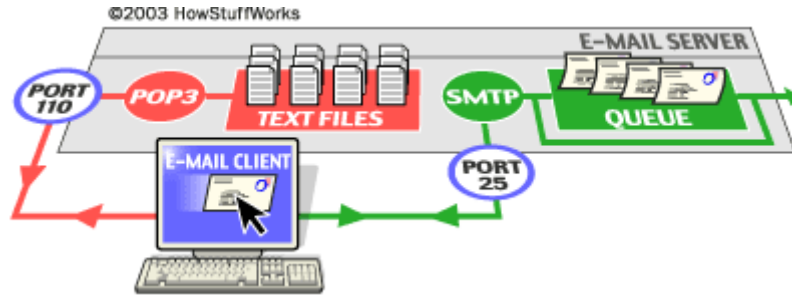 ©2003 HowStuffWorks
E-MAIL SERVER
PORT
110
POP3
TEXT FILES
SMTP
QUEUE
E-MAIL CLIENT
PORT
25